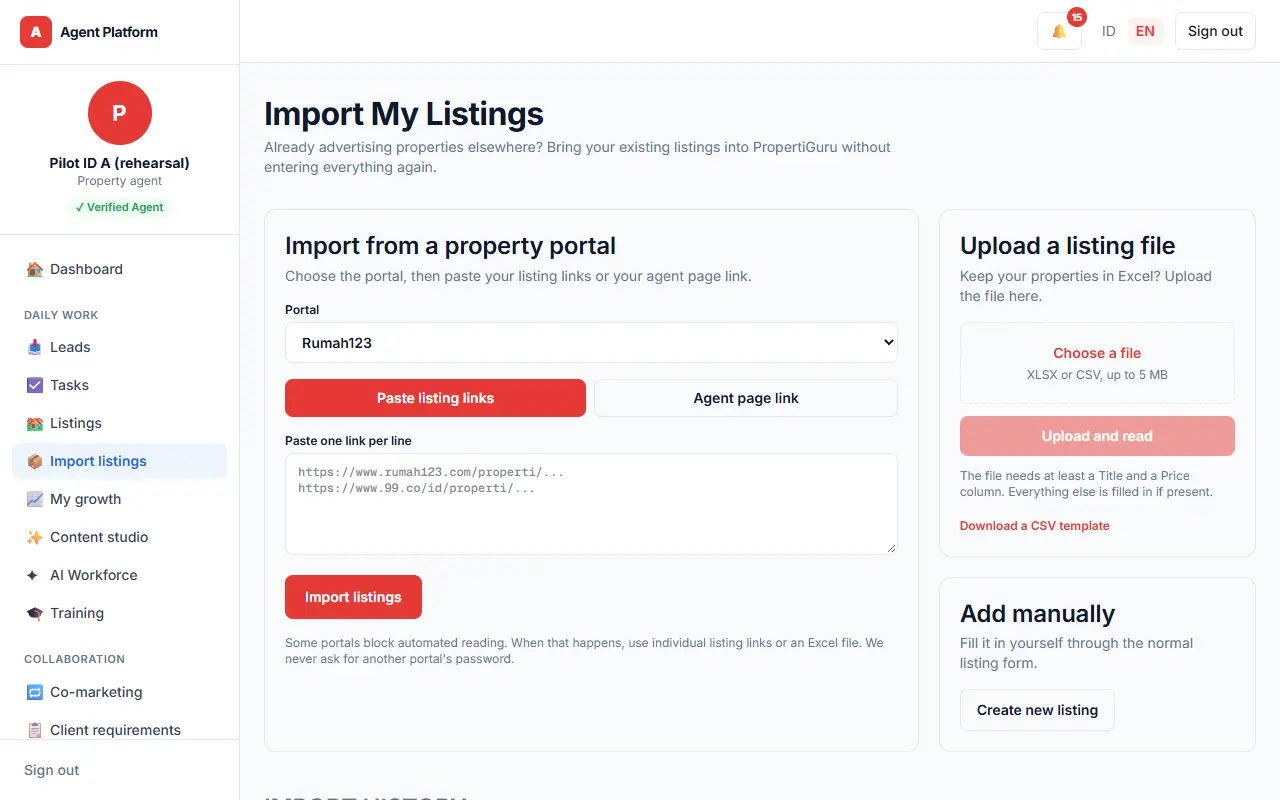 A Agent Platform
15
ID EN Sign out
P
Pilot ID A (rehearsal)
Property agent
✓ Verified Agent
Dashboard
DAILY WORK
Leads
Tasks
Listings
Import listings
My growth
Content studio
AI Workforce
Training
COLLABORATION
Co-marketing
Client requirements
Sign out
Import My Listings
Already advertising properties elsewhere? Bring your existing listings into PropertiGuru without
entering everything again.
Import from a property portal
Choose the portal, then paste your listing links or your agent page link.
Portal
Rumah123
Paste listing links Agent page link
Paste one link per line
https://www.rumah123.com/properti/...
https://www.99.co/id/properti/...
Import listings
Some portals block automated reading. When that happens, use individual listing links or an Excel file. We
never ask for another portal's password.
Upload a listing file
Keep your properties in Excel? Upload
the file here.
Choose a file
XLSX or CSV, up to 5 MB
Upload and read
The file needs at least a Title and a Price
column. Everything else is filled in if present.
Download a CSV template
Add manually
Fill it in yourself through the normal
listing form.
Create new listing
IMPORT HISTORY